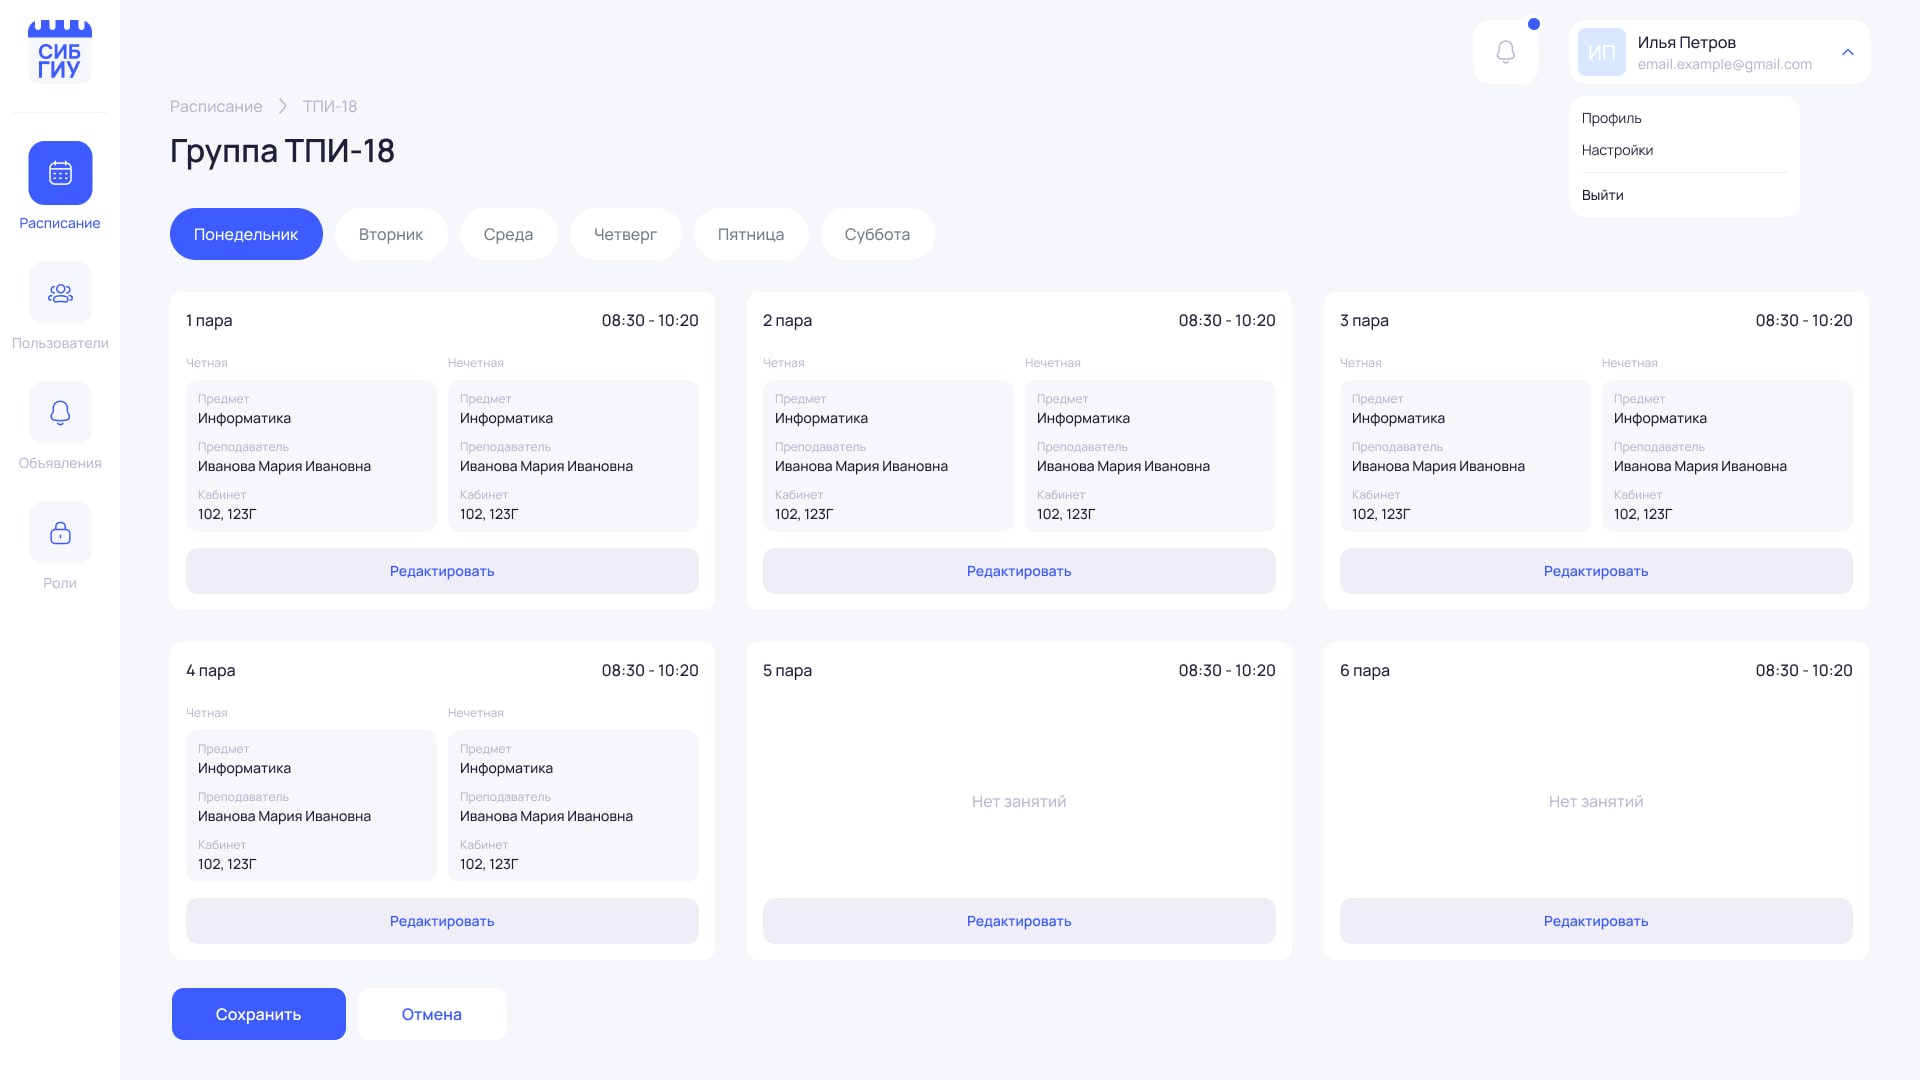 СИБ
ГИУ
Расписание
Пользователи
Объявления
Роли
ИП
Илья Петров
email.example@gmail.com
Профиль
Настройки
Выйти
Расписание
ТПИ-18
Группа ТПИ-18
Понедельник
Вторник
Среда
Четверг
Пятница
Суббота
1 пара
08:30 - 10:20
Четная
Предмет
Информатика
Преподаватель
Иванова Мария Ивановна
Кабинет
102, 123Г
Нечетная
Предмет
Информатика
Преподаватель
Иванова Мария Ивановна
Кабинет
102, 123Г
Редактировать
2 пара
08:30 - 10:20
Четная
Предмет
Информатика
Преподаватель
Иванова Мария Ивановна
Кабинет
102, 123Г
Нечетная
Предмет
Информатика
Преподаватель
Иванова Мария Ивановна
Кабинет
102, 123Г
Редактировать
3 пара
08:30 - 10:20
Четная
Предмет
Информатика
Преподаватель
Иванова Мария Ивановна
Кабинет
102, 123Г
Нечетная
Предмет
Информатика
Преподаватель
Иванова Мария Ивановна
Кабинет
102, 123Г
Редактировать
4 пара
08:30 - 10:20
Четная
Предмет
Информатика
Преподаватель
Иванова Мария Ивановна
Кабинет
102, 123Г
Нечетная
Предмет
Информатика
Преподаватель
Иванова Мария Ивановна
Кабинет
102, 123Г
Редактировать
5 пара
08:30 - 10:20
Нет занятий
Редактировать
6 пара
08:30 - 10:20
Нет занятий
Редактировать
Сохранить
Отмена